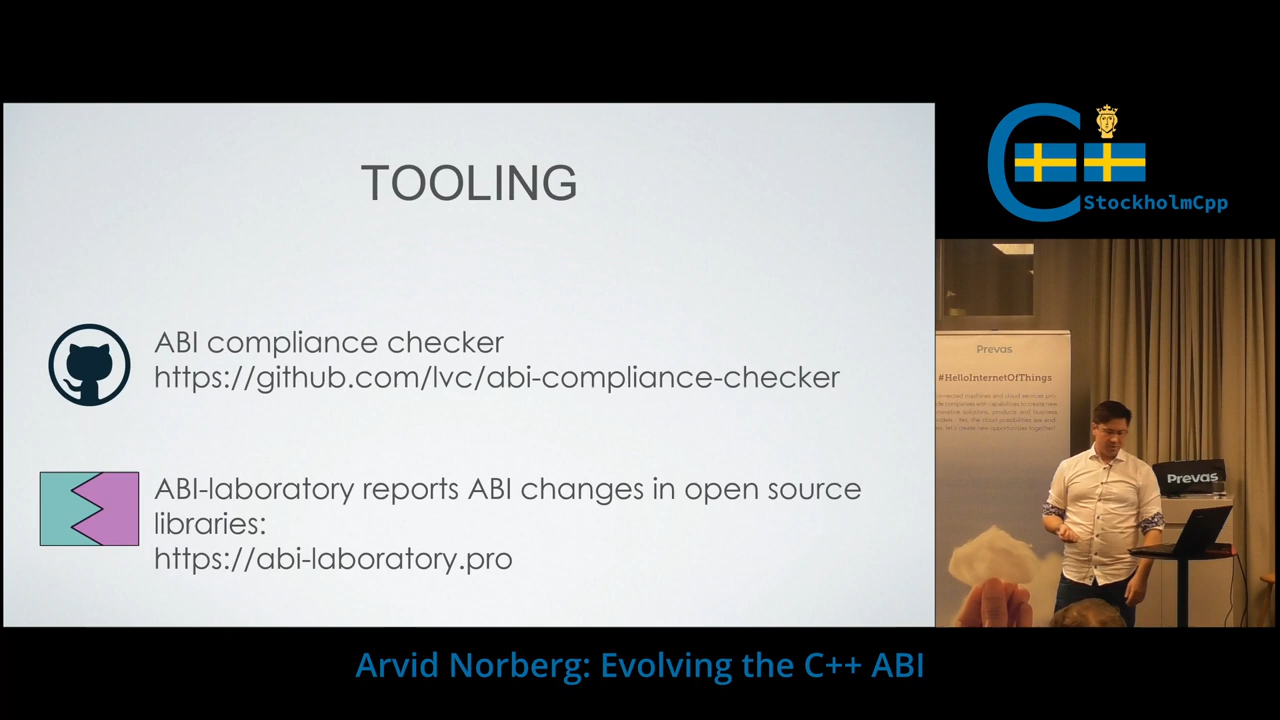 TOOLING
ABI compliance checker
https://github.com/lvc/abi-compliance-checker
ABI-laboratory reports ABI changes in open source
libraries:
https://abi-laboratory.pro
StockholmCpp
Prevas
#HelloInternetOfThings
Prevas
Arvid Norberg: Evolving the C++ ABI